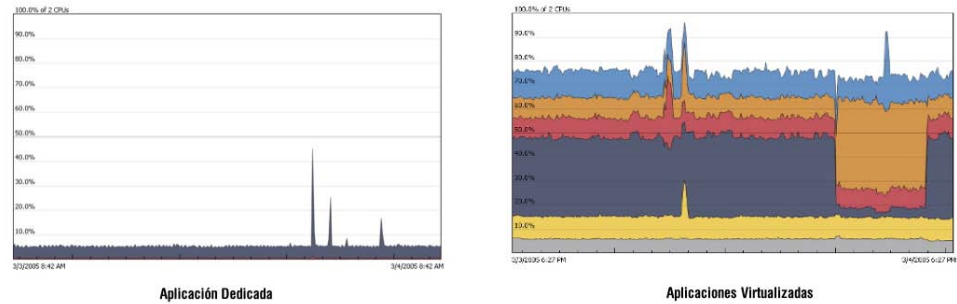 100.0% of 2 CPUs
90.0%
80.0%
70.0%
60.0%
50.0%
40.0%
30.0%
20.0%
10.0%
3/3/2005 8:42 AM
3/4/2005 8:42 AM
Aplicación Dedicada
100.0% of 2 CPUs
90.0%
80.0%
70.0%
60.0%
50.0%
40.0%
30.0%
20.0%
10.0%
3/3/2005 6:27 PM
3/4/2005 6:27 PM
Aplicaciones Virtualizadas